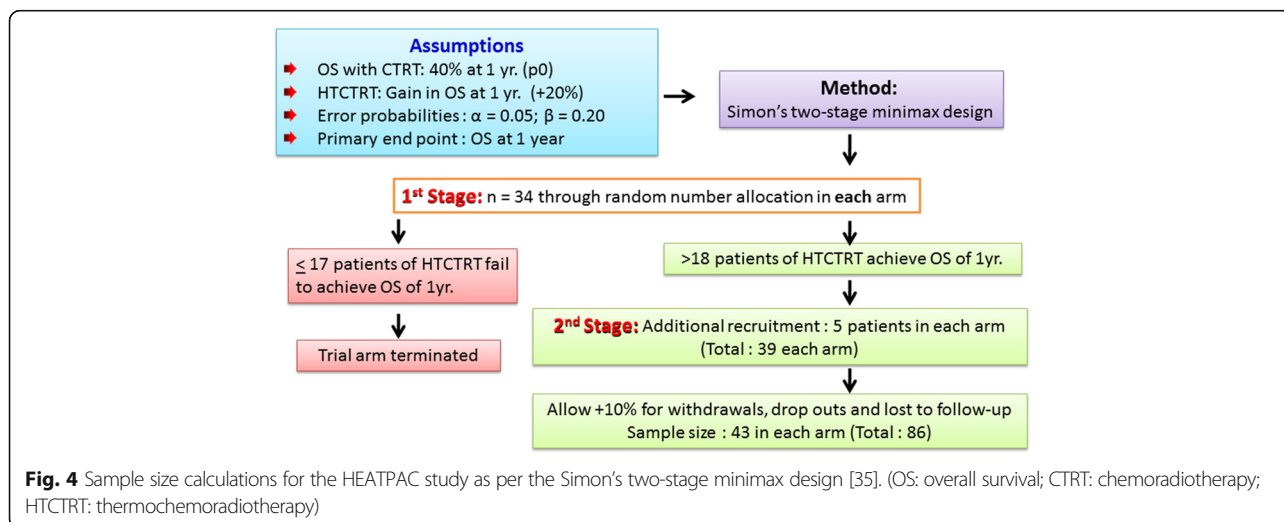 Assumptions
OS with CTRT: 40% at 1 yr. (p0)
HTCTRT: Gain in OS at 1 yr. (+20%)
Error probabilities : α = 0.05; β = 0.20
Primary end point : OS at 1 year
Method:
Simon's two-stage minimax design
1st Stage: n = 34 through random number allocation in each arm
≤ 17 patients of HTCTRT fail
to achieve OS of 1yr.
Trial arm terminated
>18 patients of HTCTRT achieve OS of 1yr.
2nd Stage: Additional recruitment : 5 patients in each arm
(Total : 39 each arm)
Allow +10% for withdrawals, drop outs and lost to follow-up
Sample size : 43 in each arm (Total : 86)
Fig. 4 Sample size calculations for the HEATPAC study as per the Simon's two-stage minimax design [35]. (OS: overall survival; CTRT: chemoradiotherapy;
HTCTRT: thermochemoradiotherapy)